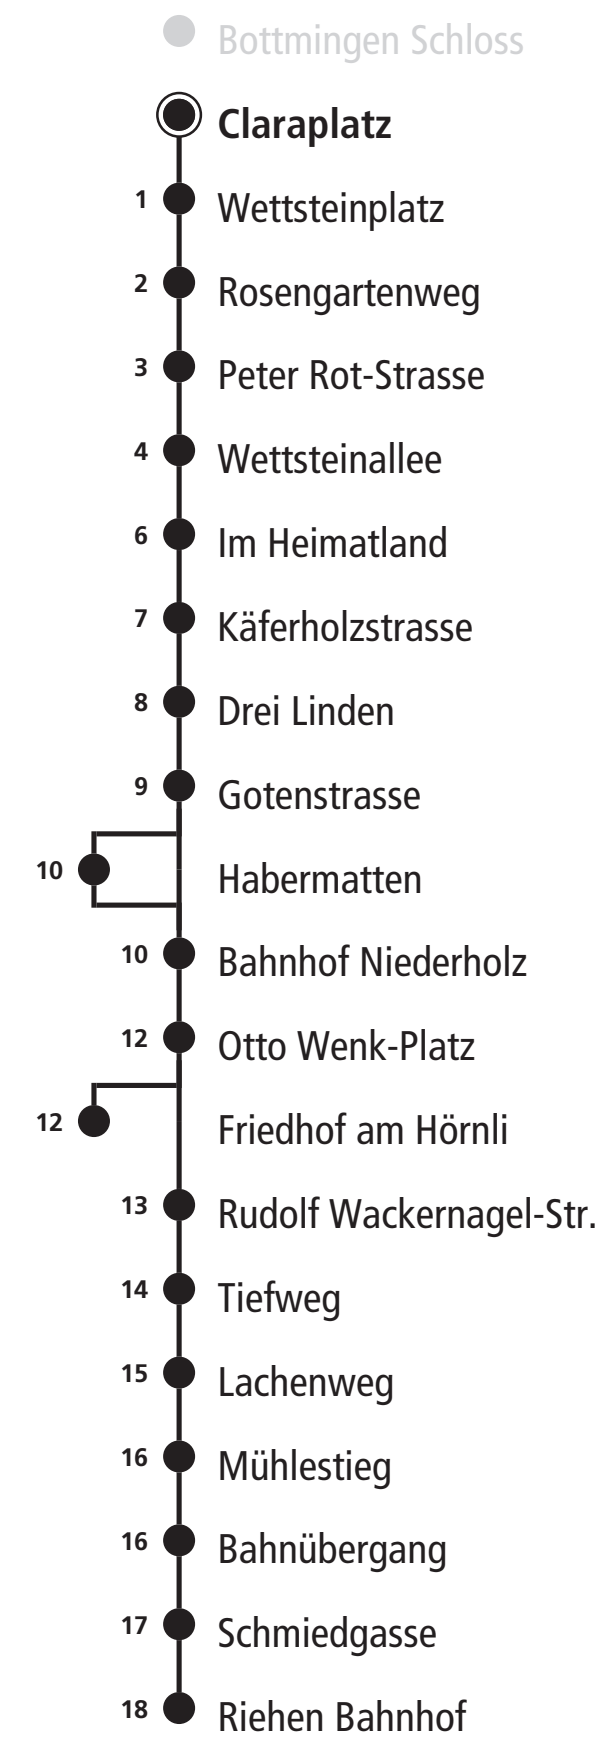 Bottmingen Schloss
Claraplatz
1 Wettsteinplatz
2 Rosengartenweg
3 Peter Rot-Strasse
4 Wettsteinallee
6 Im Heimatland
7 Käferholzstrasse
8 Drei Linden
9 Gotenstrasse
10 Habermatten
10 Bahnhof Niederholz
12 Otto Wenk-Platz
12 Friedhof am Hörnli
13 Rudolf Wackernagel-Str.
14 Tiefweg
15 Lachenweg
16 Mühlestieg
16 Bahnübergang
17 Schmiedgasse
18 Riehen Bahnhof